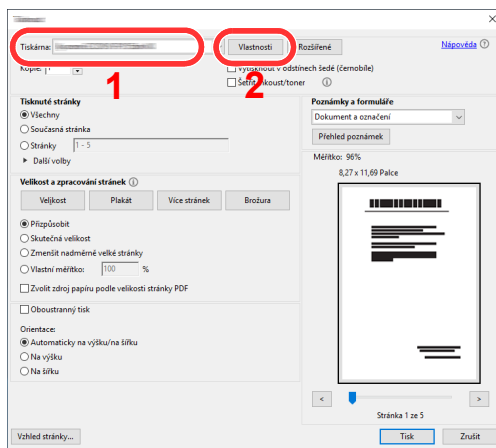 Tiskárna: Vlastnosti Rozšířené Nápověda
1 2
Kopie: 1 Vytisknout v odstínech šedé (černobíle)
Šetřit inkoust/toner
Tisknuté stránky
Všechny
Současná stránka
Stránky 1 - 5
Další volby
Poznámky a formuláře
Dokument a označení
Přehled poznámek
Velikost a zpracování stránek
Velikost Plakát Více stránek Brožura
Přizpůsobit
Skutečná velikost
Zmenšit nadměrné velké stránky
Vlastní měřítko: 100 %
Zvolit zdroj papíru podle velikosti stránky PDF
Oboustranný tisk
Orientace:
Automaticky na výšku/na šířku
Na výšku
Na šířku
Měřítko: 96%
8,27 x 11,69 Palce
< >
Stránka 1 ze 5
Vzhled stránky... Tisk Zrušit